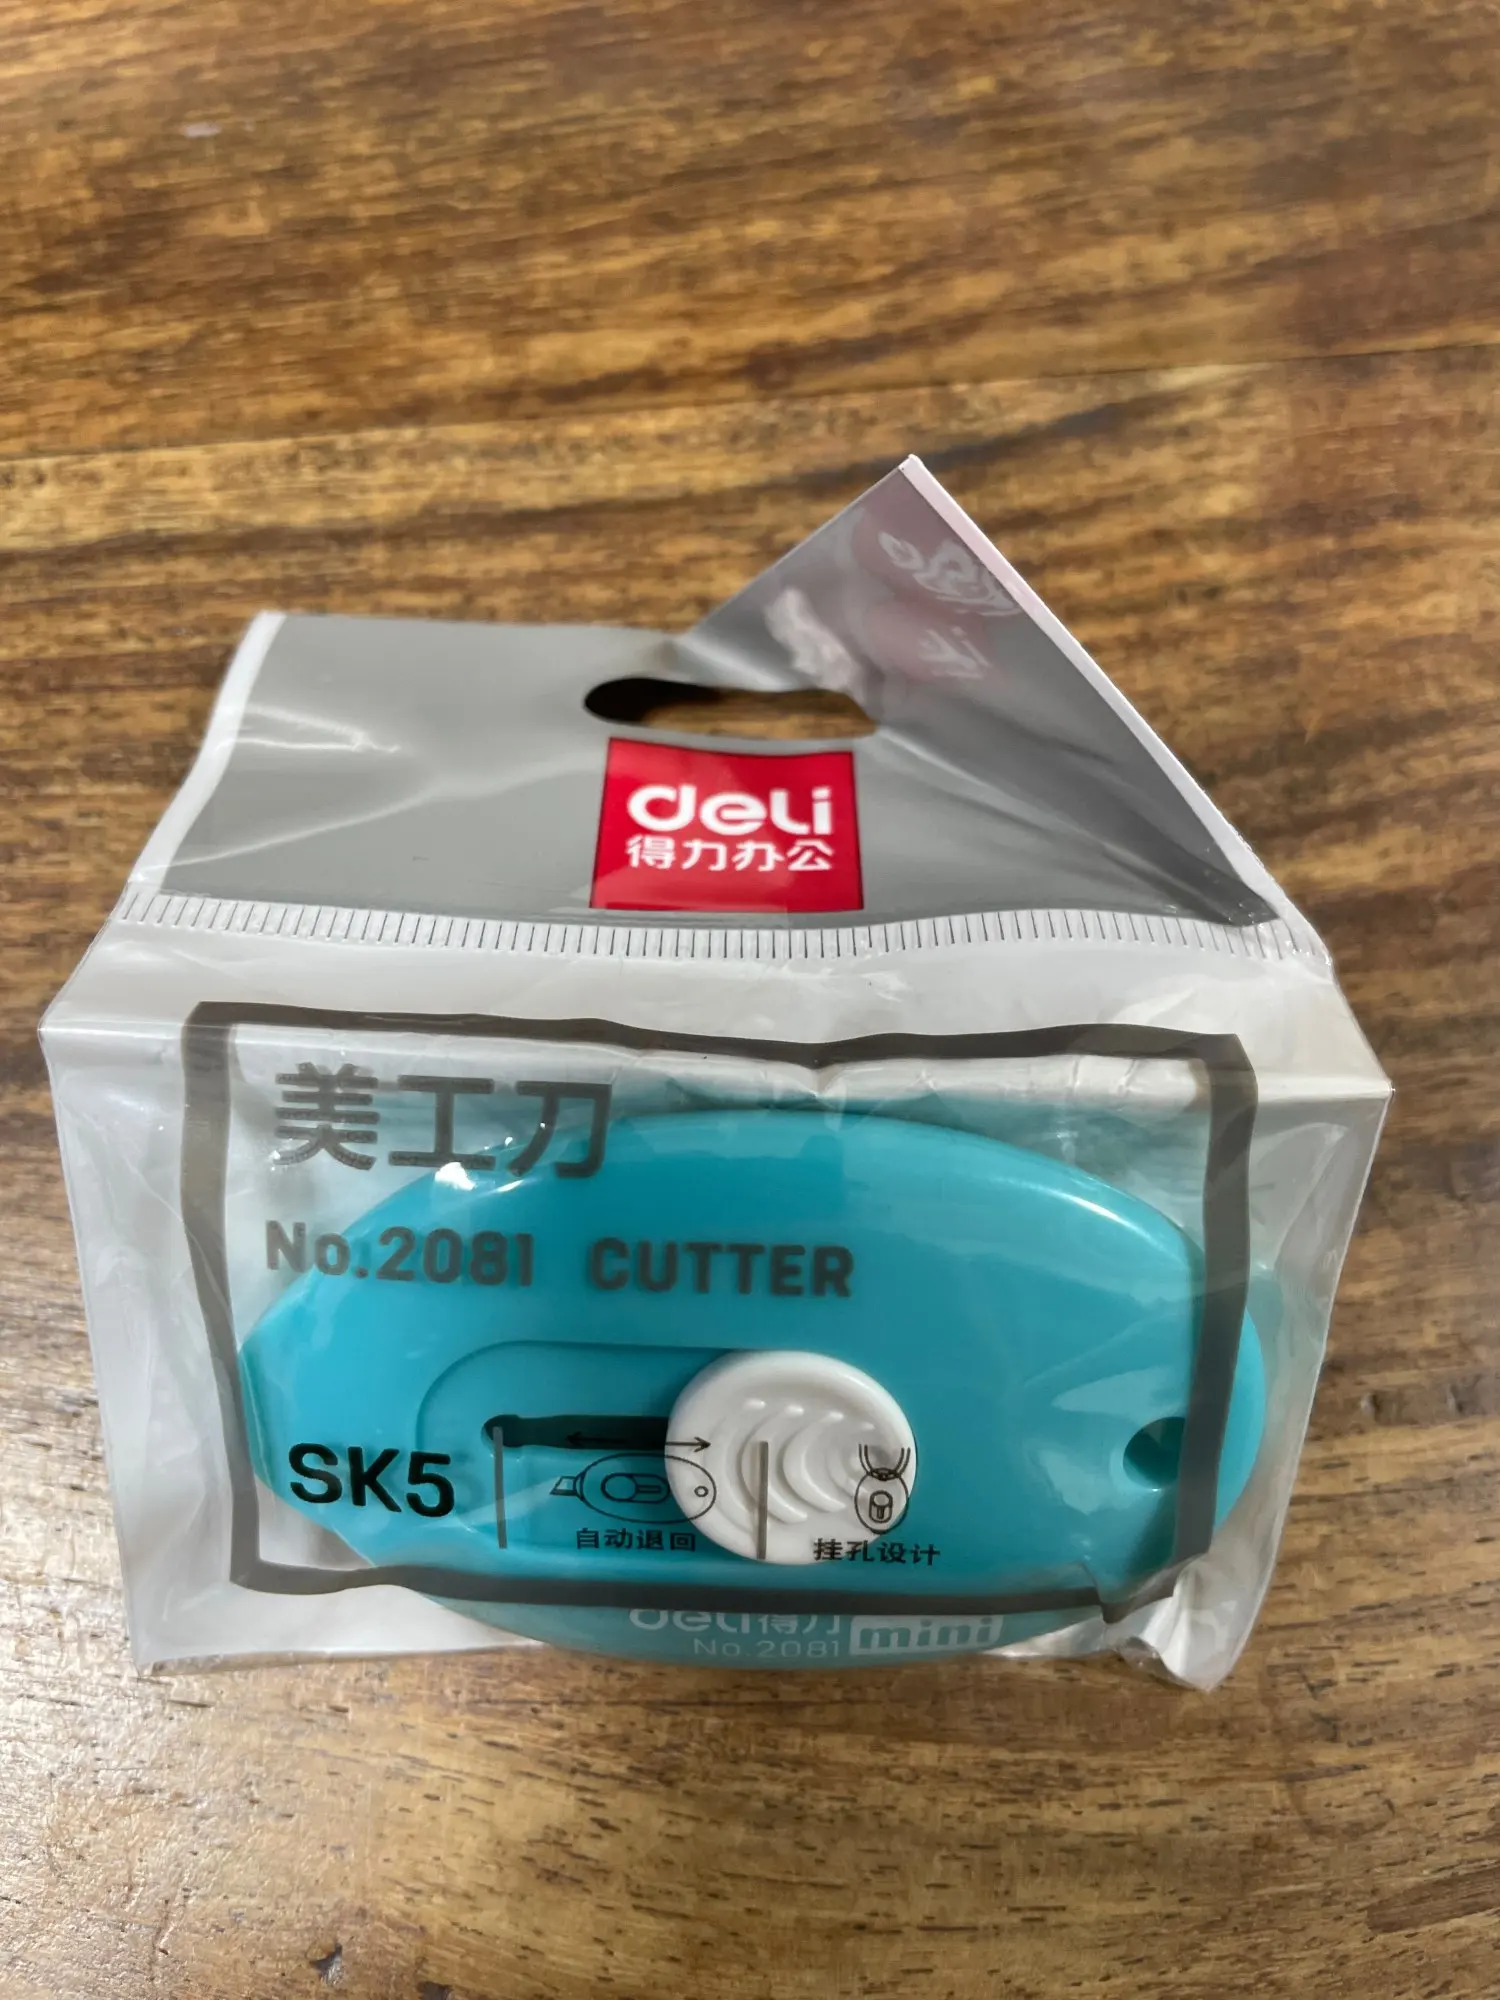 deli
得力办公
美工刀
No.2081 CUTTER
SK5
自动退回
挂孔设计
deli得力 mini
No.2081